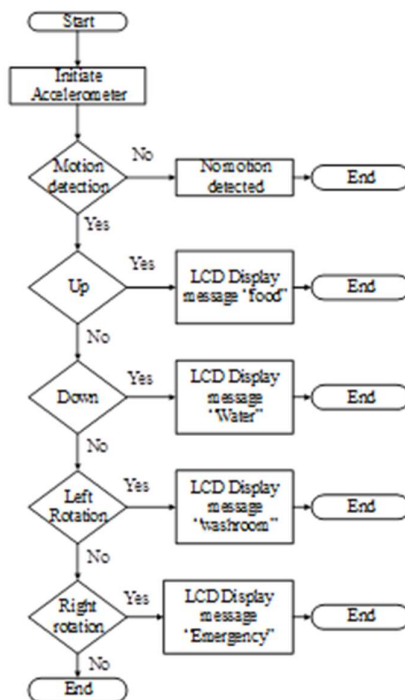 Start
Initiate
Accelerometer
Motion
detection
No
No motion
detected
End
Yes
Up
Yes
LCD Display
message "food"
End
No
Down
Yes
LCD Display
message
"Water"
End
No
Left
Rotation
Yes
LCD Display
message
"washroom"
End
No
Right
rotation
Yes
LCD Display
message
"Emergency"
End
No
End